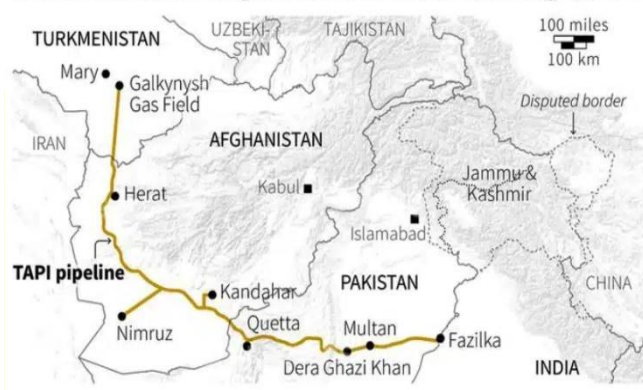 TURKMENISTAN
UZBEKI-
STAN
TAJIKISTAN
100 miles
100 km
Mary
Galkynysh
Gas Field
Disputed border
IRAN
AFGHANISTAN
Kabul
Jammu &
Kashmir
Herat
Islamabad
TAPI pipeline
PAKISTAN
CHINA
Kandahar
Nimruz
Quetta
Multan
Fazilka
Dera Ghazi Khan
INDIA